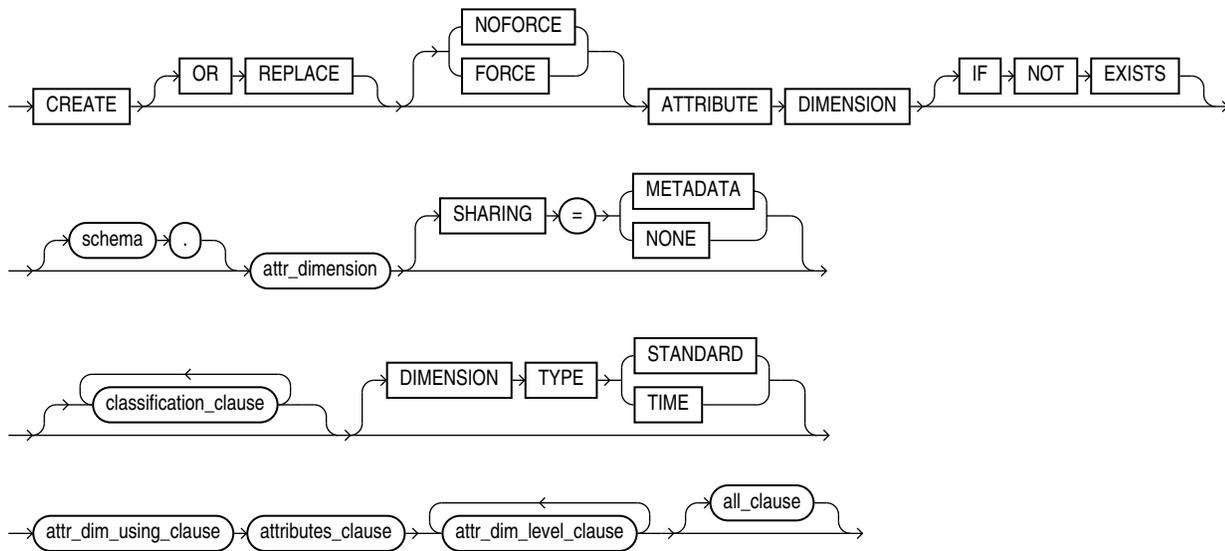 NOFORCE
OR REPLACE FORCE IF NOT EXISTS
CREATE ATTRIBUTE DIMENSION
METADATA
SHARING =
schema . NONE
attr_dimension
STANDARD
DIMENSION TYPE
classification_clause TIME
all_clause
attr_dim_using_clause attributes_clause attr_dim_level_clause